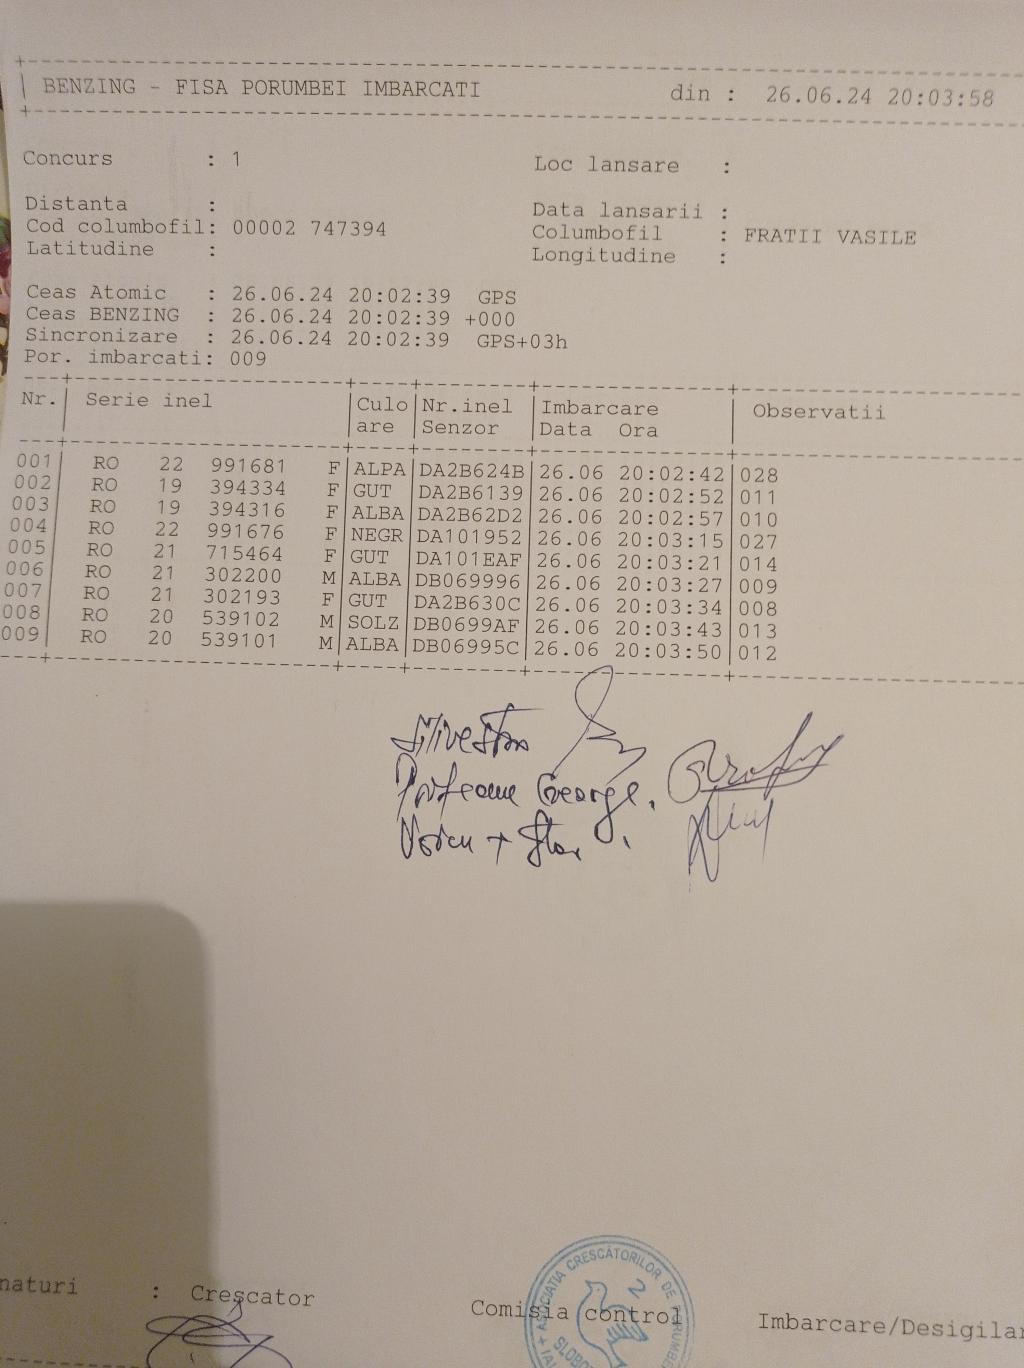 BENZING - FISA PORUMBEI IMBARCATI din : 26.06.24 20:03:58
Concurs : 1 Loc lansare :
Distanta : Data lansarii :
Cod columbofil: 00002 747394 Columbofil : FRATII VASILE
Latitudine : Longitudine :
Ceas Atomic : 26.06.24 20:02:39 GPS
Ceas BENZING : 26.06.24 20:02:39 +000
Sincronizare : 26.06.24 20:02:39 GPS+03h
Por. imbarcati: 009
Nr. Serie inel Culo Nr.inel Imbarcare Observatii
are Senzor Data Ora
001 RO 22 991681 F ALPA DA2B624B 26.06 20:02:42 028
002 RO 19 394334 F GUT DA2B6139 26.06 20:02:52 011
003 RO 19 394316 F ALBA DA2B62D2 26.06 20:02:57 010
004 RO 22 991676 F NEGR DA101952 26.06 20:03:15 027
005 RO 21 715464 F GUT DA101EAF 26.06 20:03:21 014
006 RO 21 302200 M ALBA DB069996 26.06 20:03:27 009
007 RO 21 302193 F GUT DA2B630C 26.06 20:03:34 008
008 RO 20 539102 M SOLZ DB0699AF 26.06 20:03:43 013
009 RO 20 539101 M ALBA DB06995C 26.06 20:03:50 012
George.
naturi : Crescator Comisia control Imbarcare/Desigilar
ASOCIATIA CRESCĂTORILOR DE PORUMBE
2
SLOBO